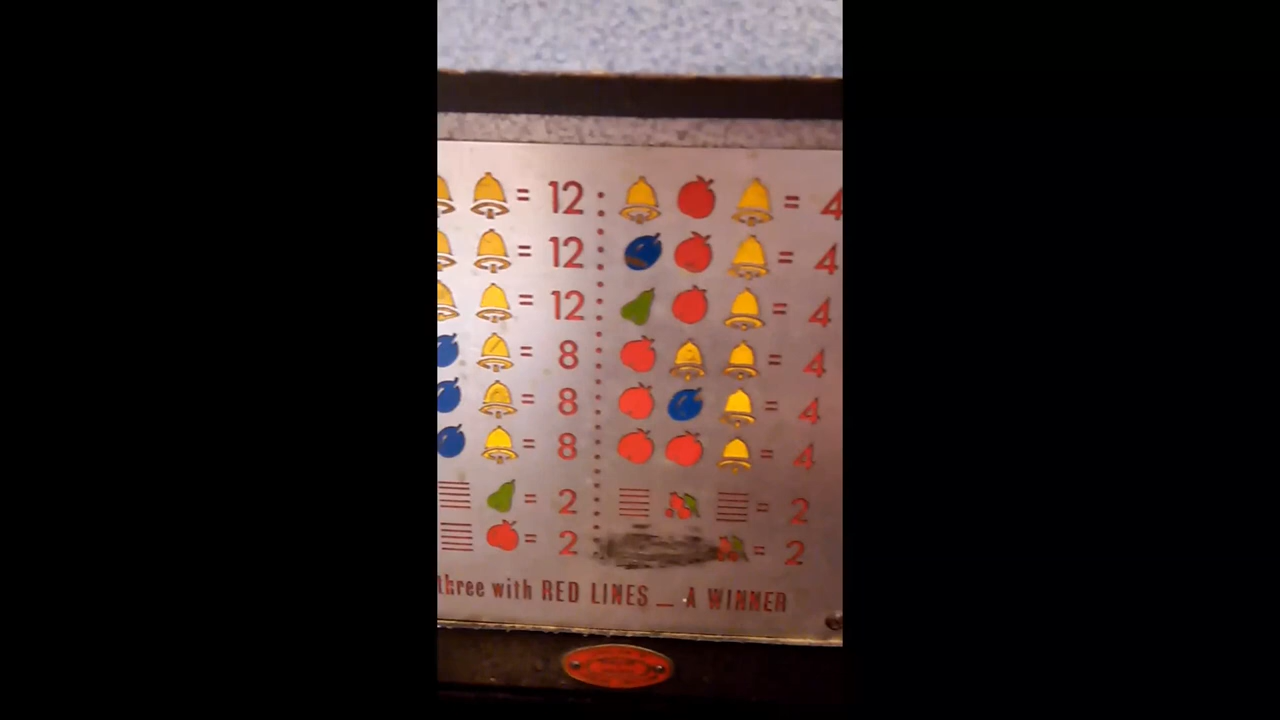 = 12 = 4
= 12 = 4
= 12 = 4
= 8 = 4
= 8 = 4
= 8 = 4
= 2 = 2
= 2 = 2
three with RED LINES _ A WINNER